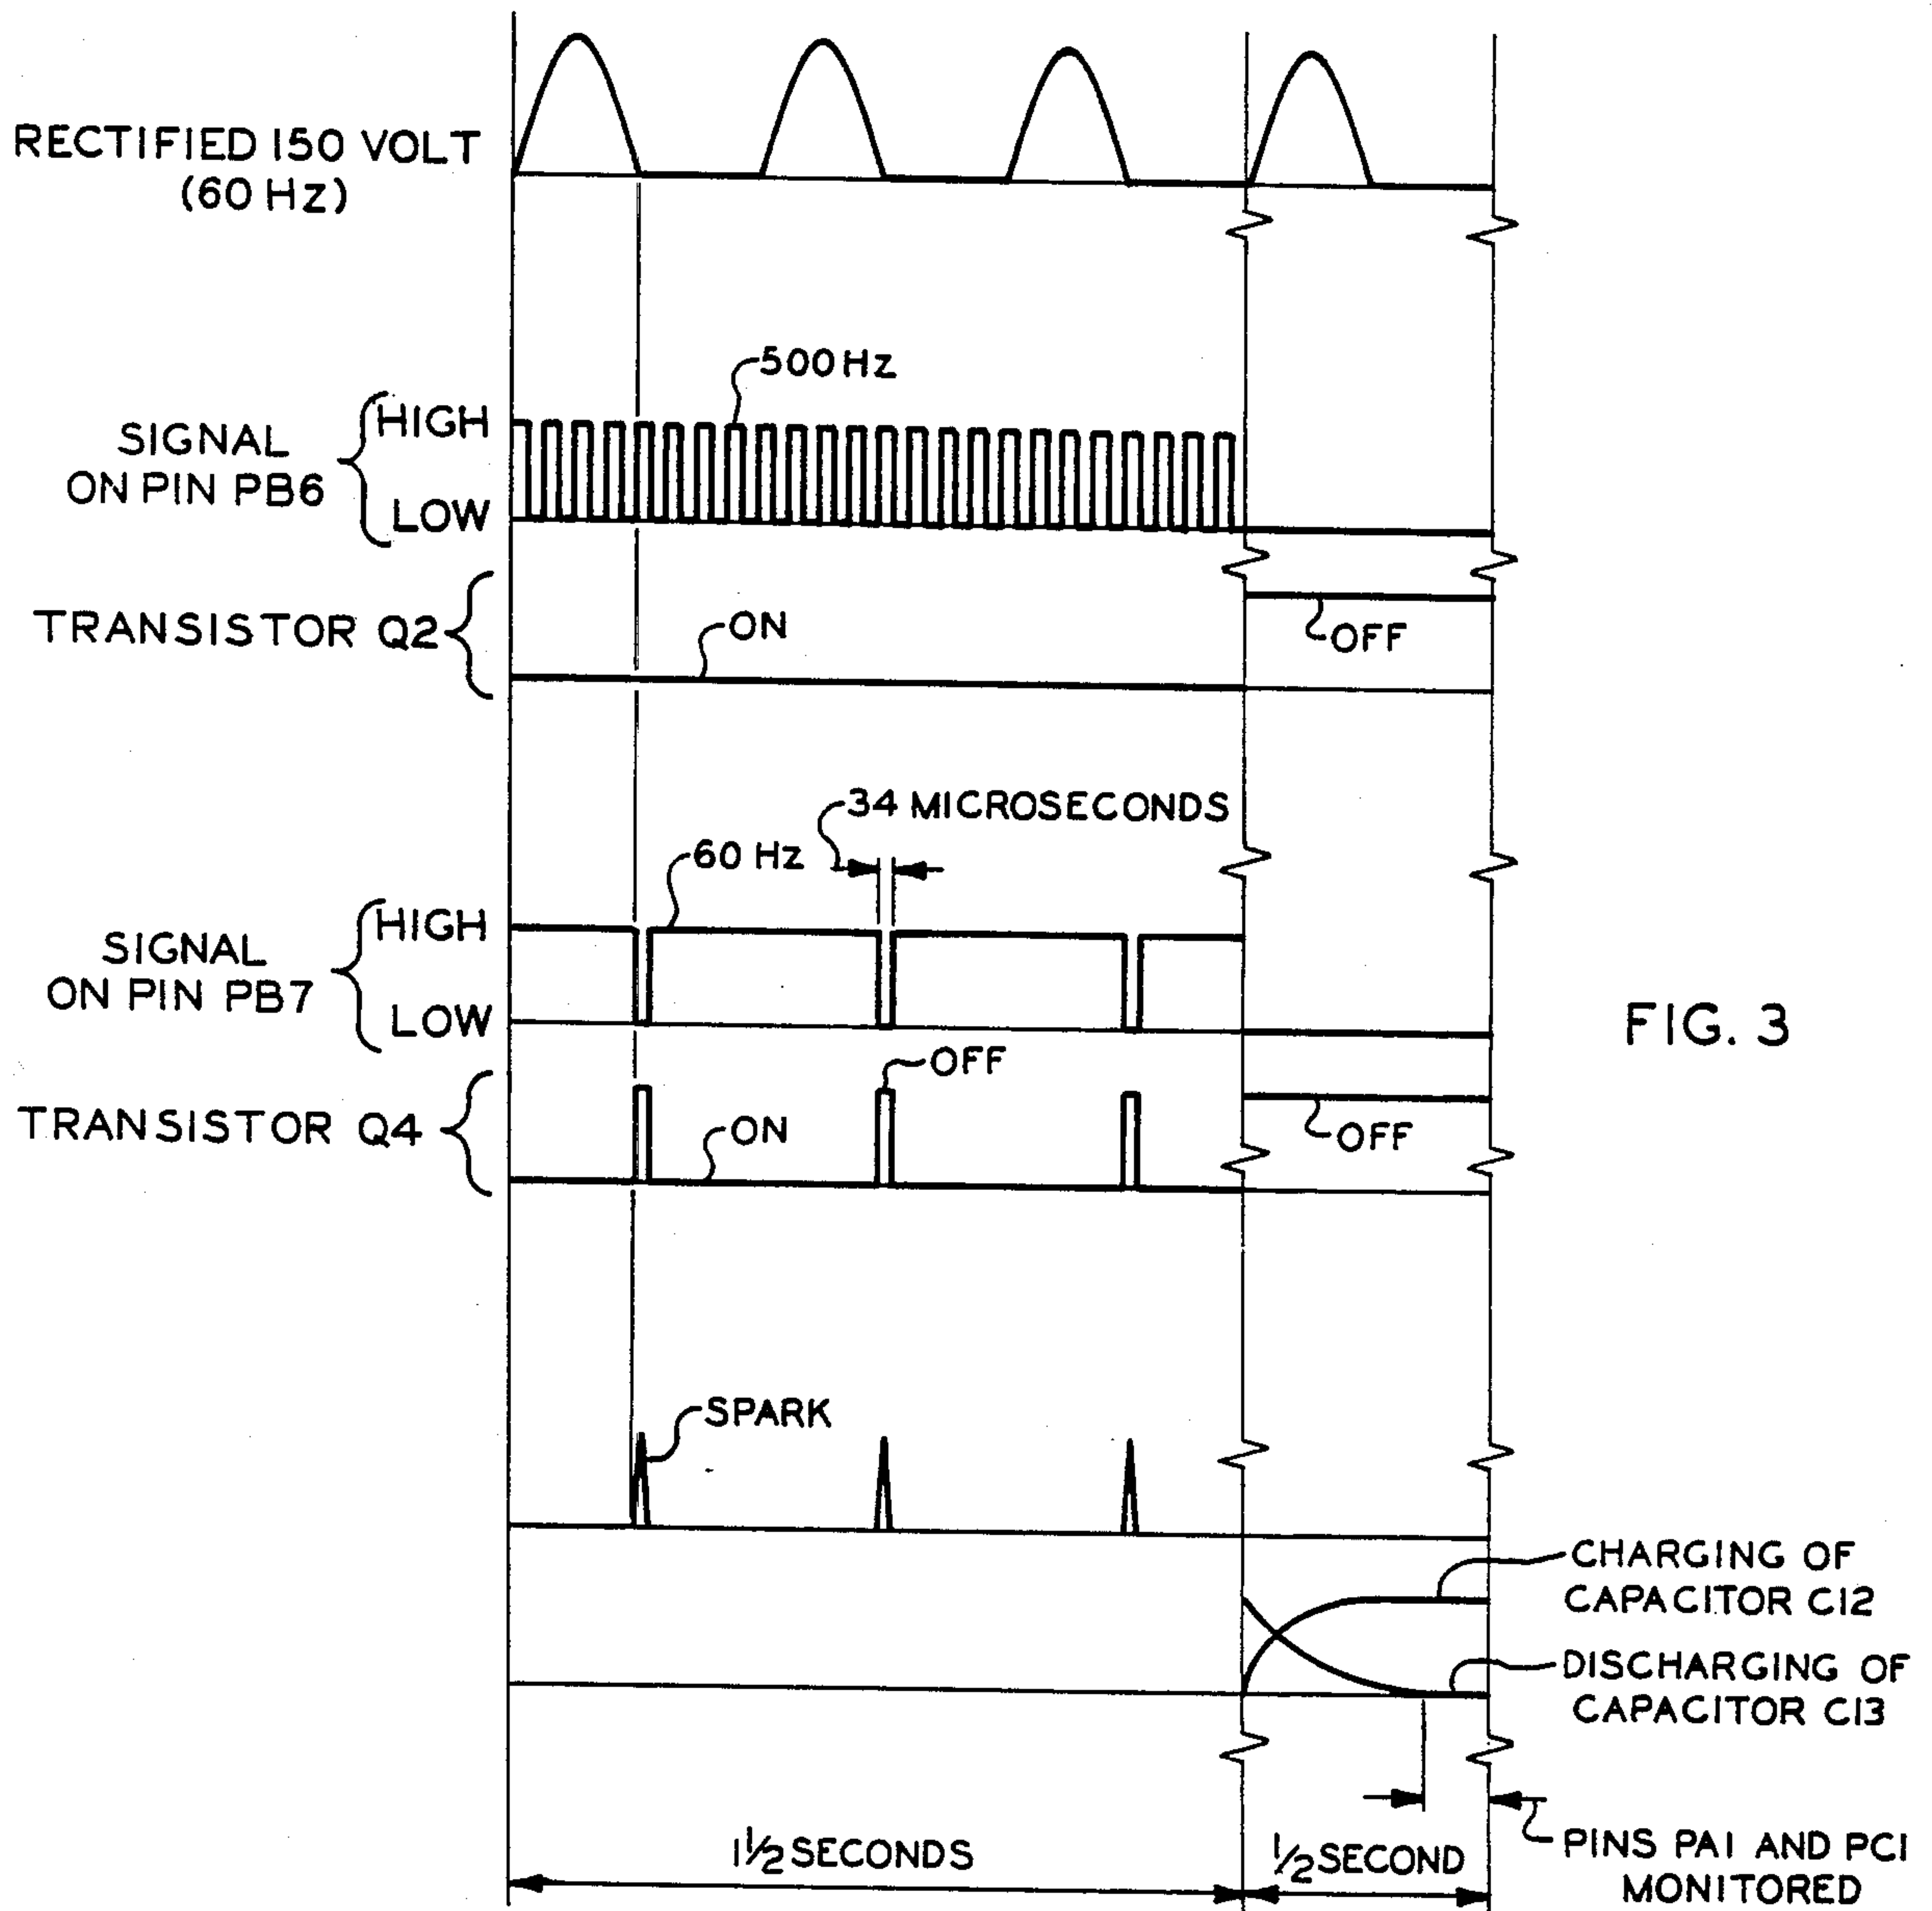 RECTIFIED 150 VOLT
(60 Hz)
500 Hz
SIGNAL
ON PIN PB6
HIGH
LOW
TRANSISTOR Q2
ON
OFF
34 MICROSECONDS
60 Hz
SIGNAL
ON PIN PB7
HIGH
LOW
FIG. 3
TRANSISTOR Q4
OFF
ON
OFF
SPARK
CHARGING OF
CAPACITOR C12
DISCHARGING OF
CAPACITOR C13
1½ SECONDS
½ SECOND
PINS PA1 AND PC1
MONITORED